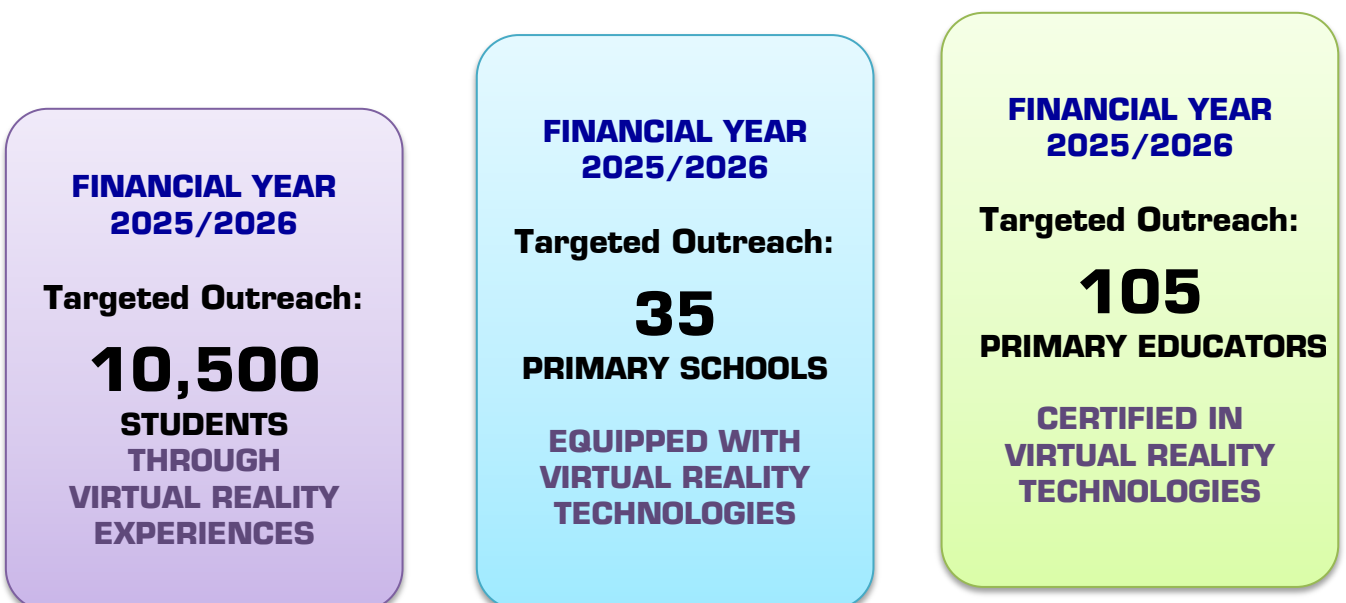 FINANCIAL YEAR
2025/2026
Targeted Outreach:
10,500
STUDENTS
THROUGH
VIRTUAL REALITY
EXPERIENCES
FINANCIAL YEAR
2025/2026
Targeted Outreach:
35
PRIMARY SCHOOLS
EQUIPPED WITH
VIRTUAL REALITY
TECHNOLOGIES
FINANCIAL YEAR
2025/2026
Targeted Outreach:
105
PRIMARY EDUCATORS
CERTIFIED IN
VIRTUAL REALITY
TECHNOLOGIES